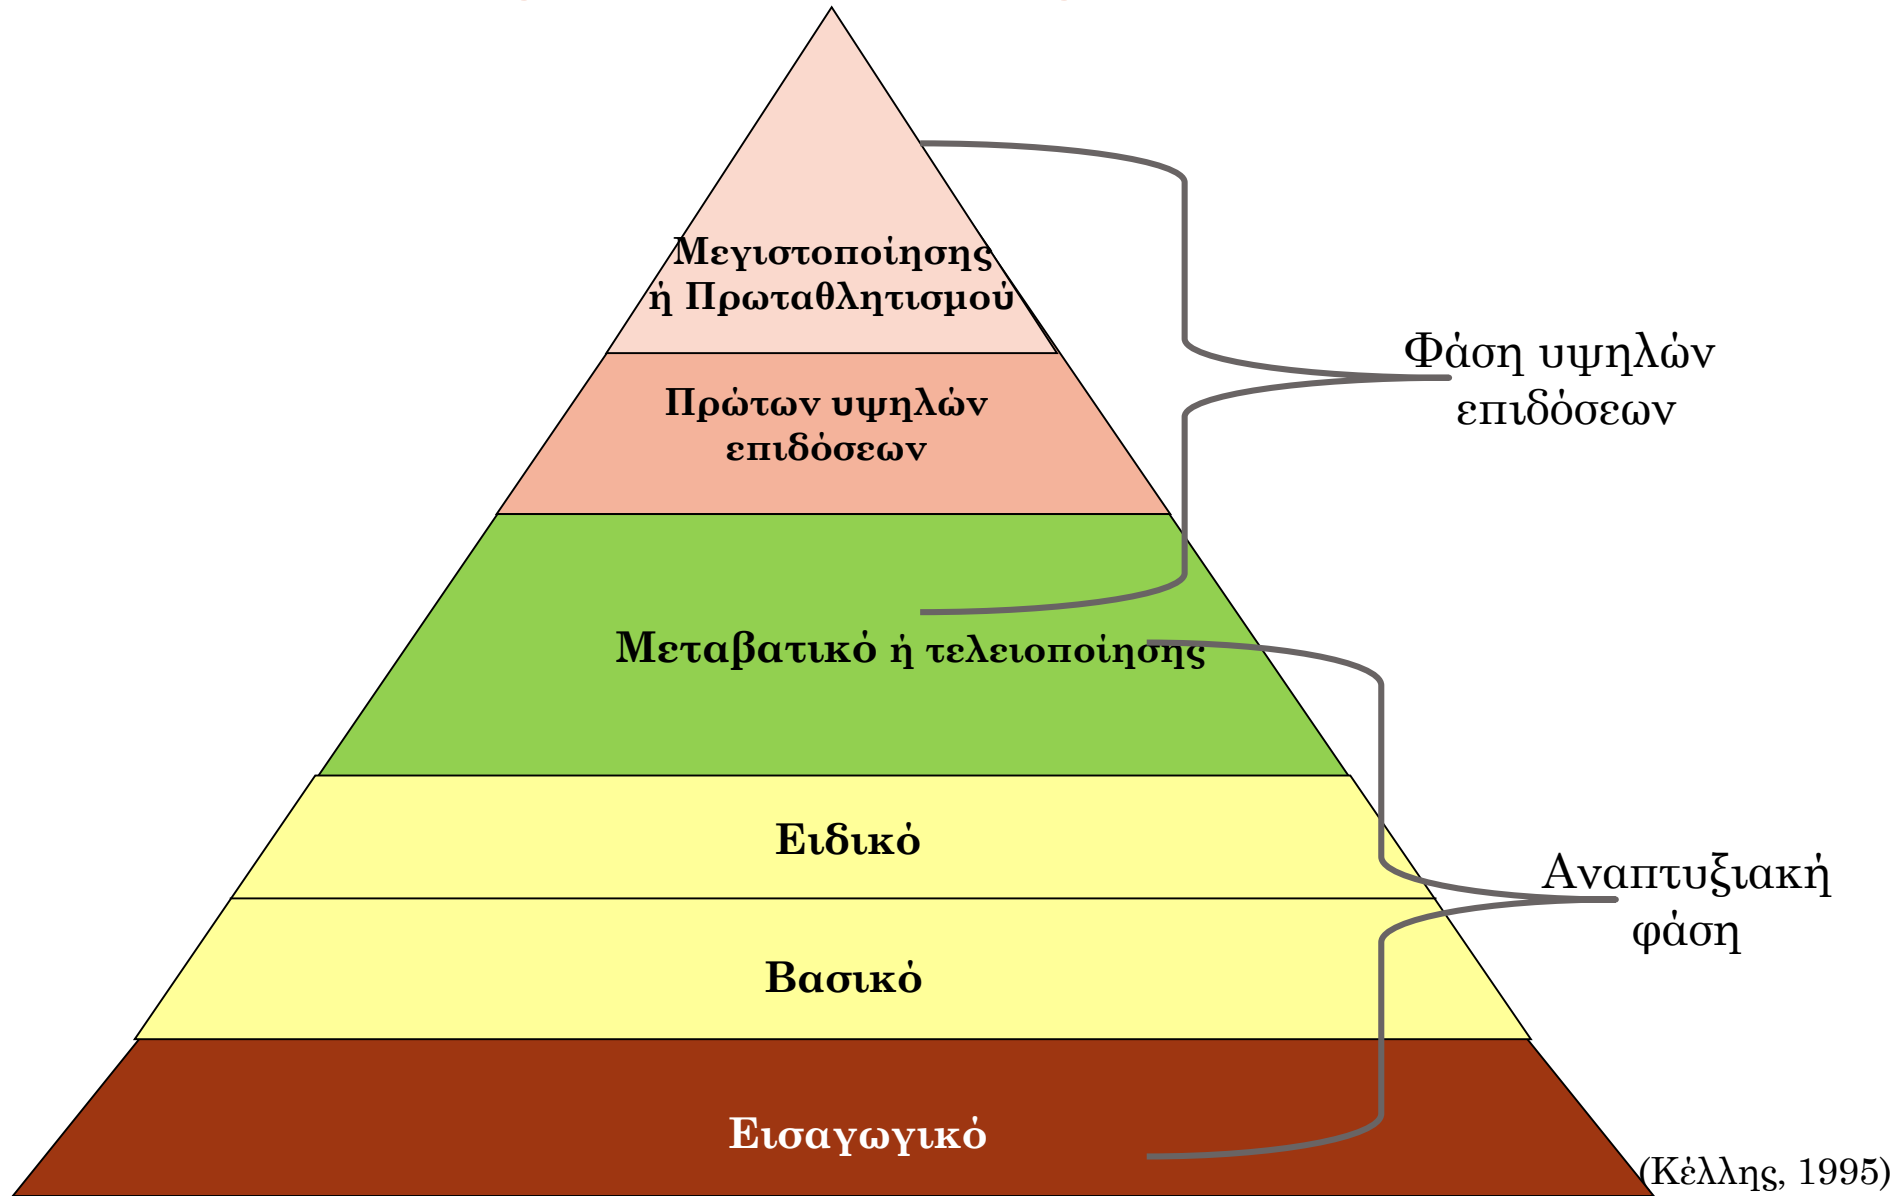 Μεγιστοποίησης
ή Πρωταθλητισμού
Φάση υψηλών
επιδόσεων
Πρώτων υψηλών
επιδόσεων
Μεταβατικό ή τελειοποίησης
Ειδικό
Αναπτυξιακή
φάση
Βασικό
Εισαγωγικό
(Κέλλης, 1995)